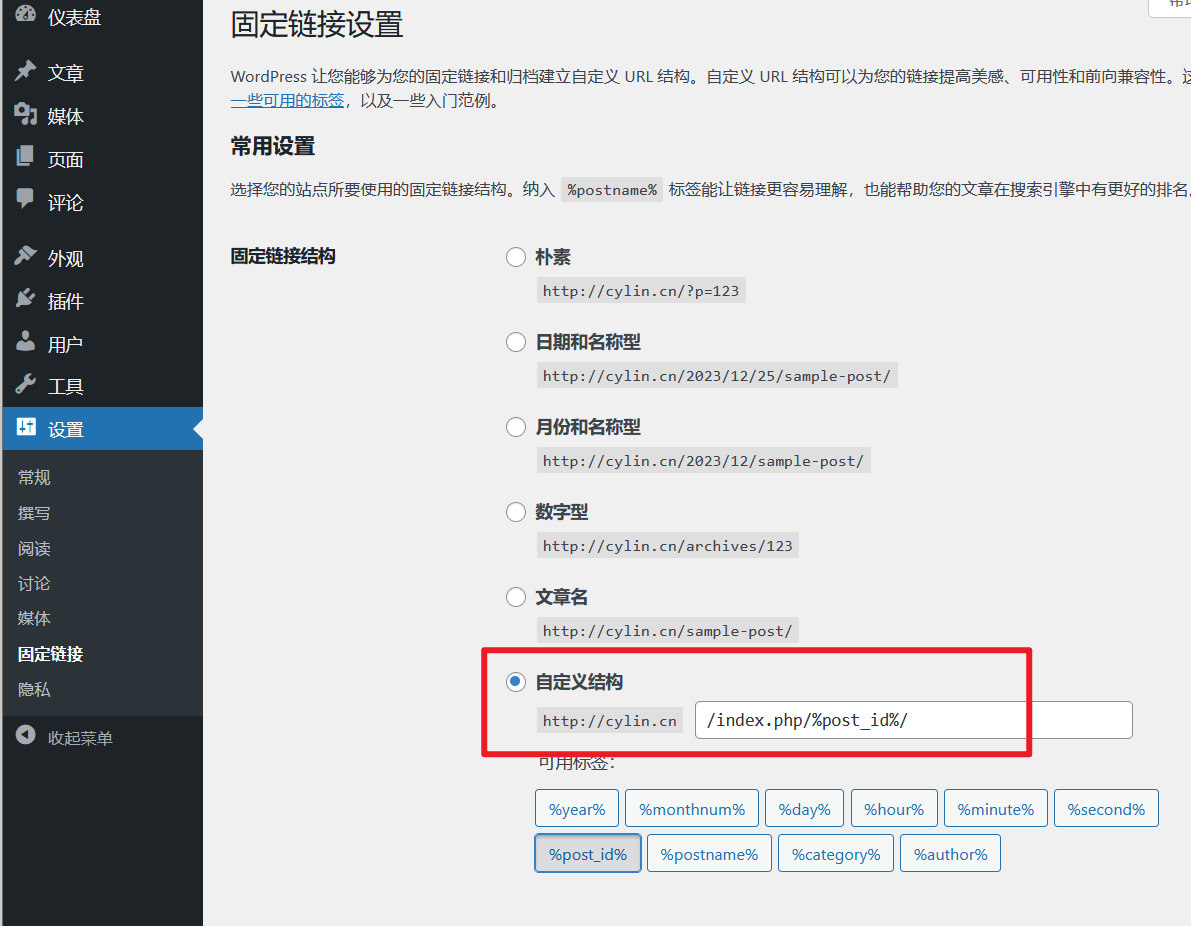 仪表盘
文章
媒体
页面
评论
外观
插件
用户
工具
设置
常规
撰写
阅读
讨论
媒体
固定链接
隐私
收起菜单
固定链接设置
WordPress 让您能够为您的固定链接和归档建立自定义 URL 结构。自定义 URL 结构可以为您的链接提高美感、可用性和前向兼容性。
一些可用的标签，以及一些入门范例。
常用设置
选择您的站点所要使用的固定链接结构。纳入 %postname% 标签能让链接更容易理解，也能帮助您的文章在搜索引擎中有更好的排名
固定链接结构
朴素
http://cylin.cn/?p=123
日期和名称型
http://cylin.cn/2023/12/25/sample-post/
月份和名称型
http://cylin.cn/2023/12/sample-post/
数字型
http://cylin.cn/archives/123
文章名
http://cylin.cn/sample-post/
自定义结构
http://cylin.cn /index.php/%post_id%/
可用标签：
%year% %monthnum% %day% %hour% %minute% %second%
%post_id% %postname% %category% %author%